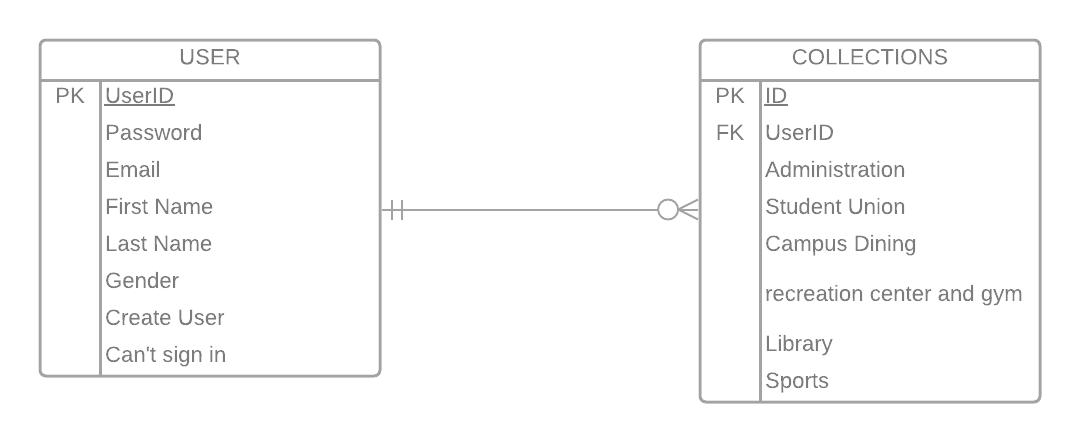 USER
PK UserID
Password
Email
First Name
Last Name
Gender
Create User
Can't sign in
COLLECTIONS
PK ID
FK UserID
Administration
Student Union
Campus Dining
recreation center and gym
Library
Sports